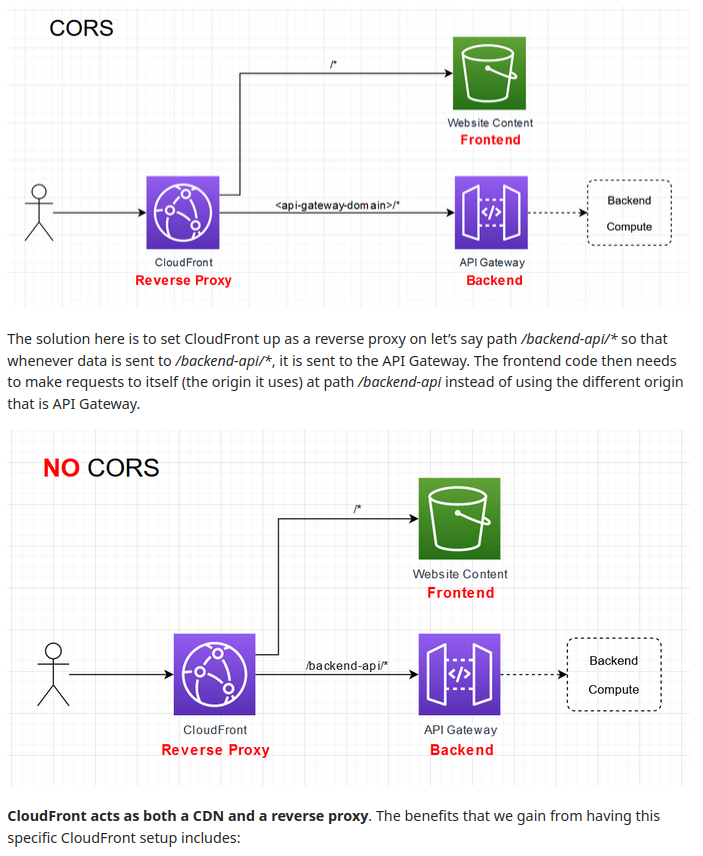 CORS
/*
Website Content
Frontend
<api-gateway-domain>/*
Backend
Compute
CloudFront
Reverse Proxy
API Gateway
Backend
The solution here is to set CloudFront up as a reverse proxy on let’s say path /backend-api/* so that
whenever data is sent to /backend-api/*, it is sent to the API Gateway. The frontend code then needs
to make requests to itself (the origin it uses) at path /backend-api instead of using the different origin
that is API Gateway.
NO CORS
/*
Website Content
Frontend
/backend-api/*
Backend
Compute
CloudFront
Reverse Proxy
API Gateway
Backend
CloudFront acts as both a CDN and a reverse proxy. The benefits that we gain from having this
specific CloudFront setup includes: